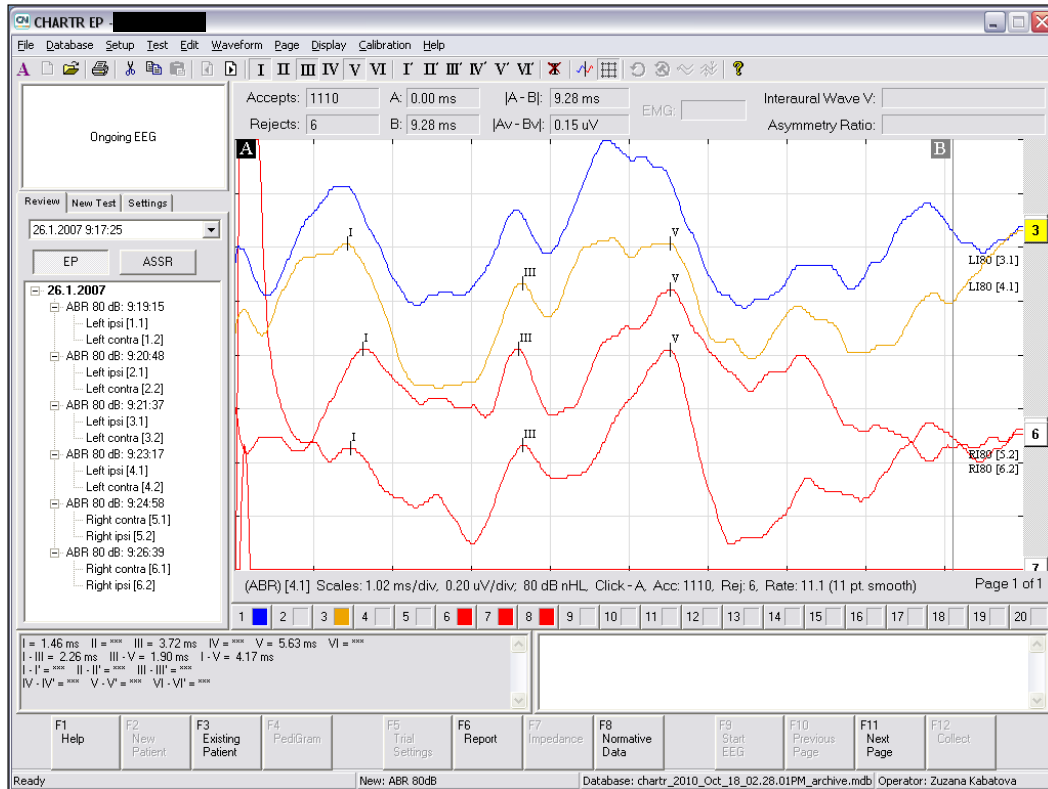 CHARTR EP -
File Database Setup Test Edit Waveform Page Display Calibration Help
A I II III IV V VI I' II' III' IV' V' VI' ?
Accepts: 1110 A: 0.00 ms |A - B|: 9.28 ms EMG: Interaural Wave V:
Rejects: 6 B: 9.28 ms |Av - Bv|: 0.15 uV Asymmetry Ratio:
Ongoing EEG
Review New Test Settings
26.1.2007 9:17:25
EP ASSR
26.1.2007
ABR 80 dB: 9:19:15
Left ipsi [1.1]
Left contra [1.2]
ABR 80 dB: 9:20:48
Left ipsi [2.1]
Left contra [2.2]
ABR 80 dB: 9:21:37
Left ipsi [3.1]
Left contra [3.2]
ABR 80 dB: 9:23:17
Left ipsi [4.1]
Left contra [4.2]
ABR 80 dB: 9:24:58
Right contra [5.1]
Right ipsi [5.2]
ABR 80 dB: 9:26:39
Right contra [6.1]
Right ipsi [6.2]
A B
I V
III
V
I III V
I III
3
LI80 [3.1]
LI80 [4.1]
6
RI80 [5.2]
RI80 [6.2]
7
(ABR) [4.1] Scales: 1.02 ms/div, 0.20 uV/div; 80 dB nHL, Click - A, Acc: 1110, Rej: 6, Rate: 11.1 (11 pt. smooth) Page 1 of 1
1 2 3 4 5 6 7 8 9 10 11 12 13 14 15 16 17 18 19 20
I = 1.46 ms II = *** III = 3.72 ms IV = *** V = 5.63 ms VI = ***
I - III = 2.26 ms III - V = 1.90 ms I - V = 4.17 ms
I - I' = *** II - II' = *** III - III' = ***
IV - IV' = *** V - V' = *** VI - VI' = ***
F1 F2 F3 F4 F5 F6 F7 F8 F9 F10 F11 F12
Help New Existing PediGram Trial Report Impedance Normative Start Previous Next Collect
Patient Patient Settings Data EEG Page Page
Ready New: ABR 80dB Database: chartr_2010_Oct_18_02.28.01PM_archive.mdb Operator: Zuzana Kabatova